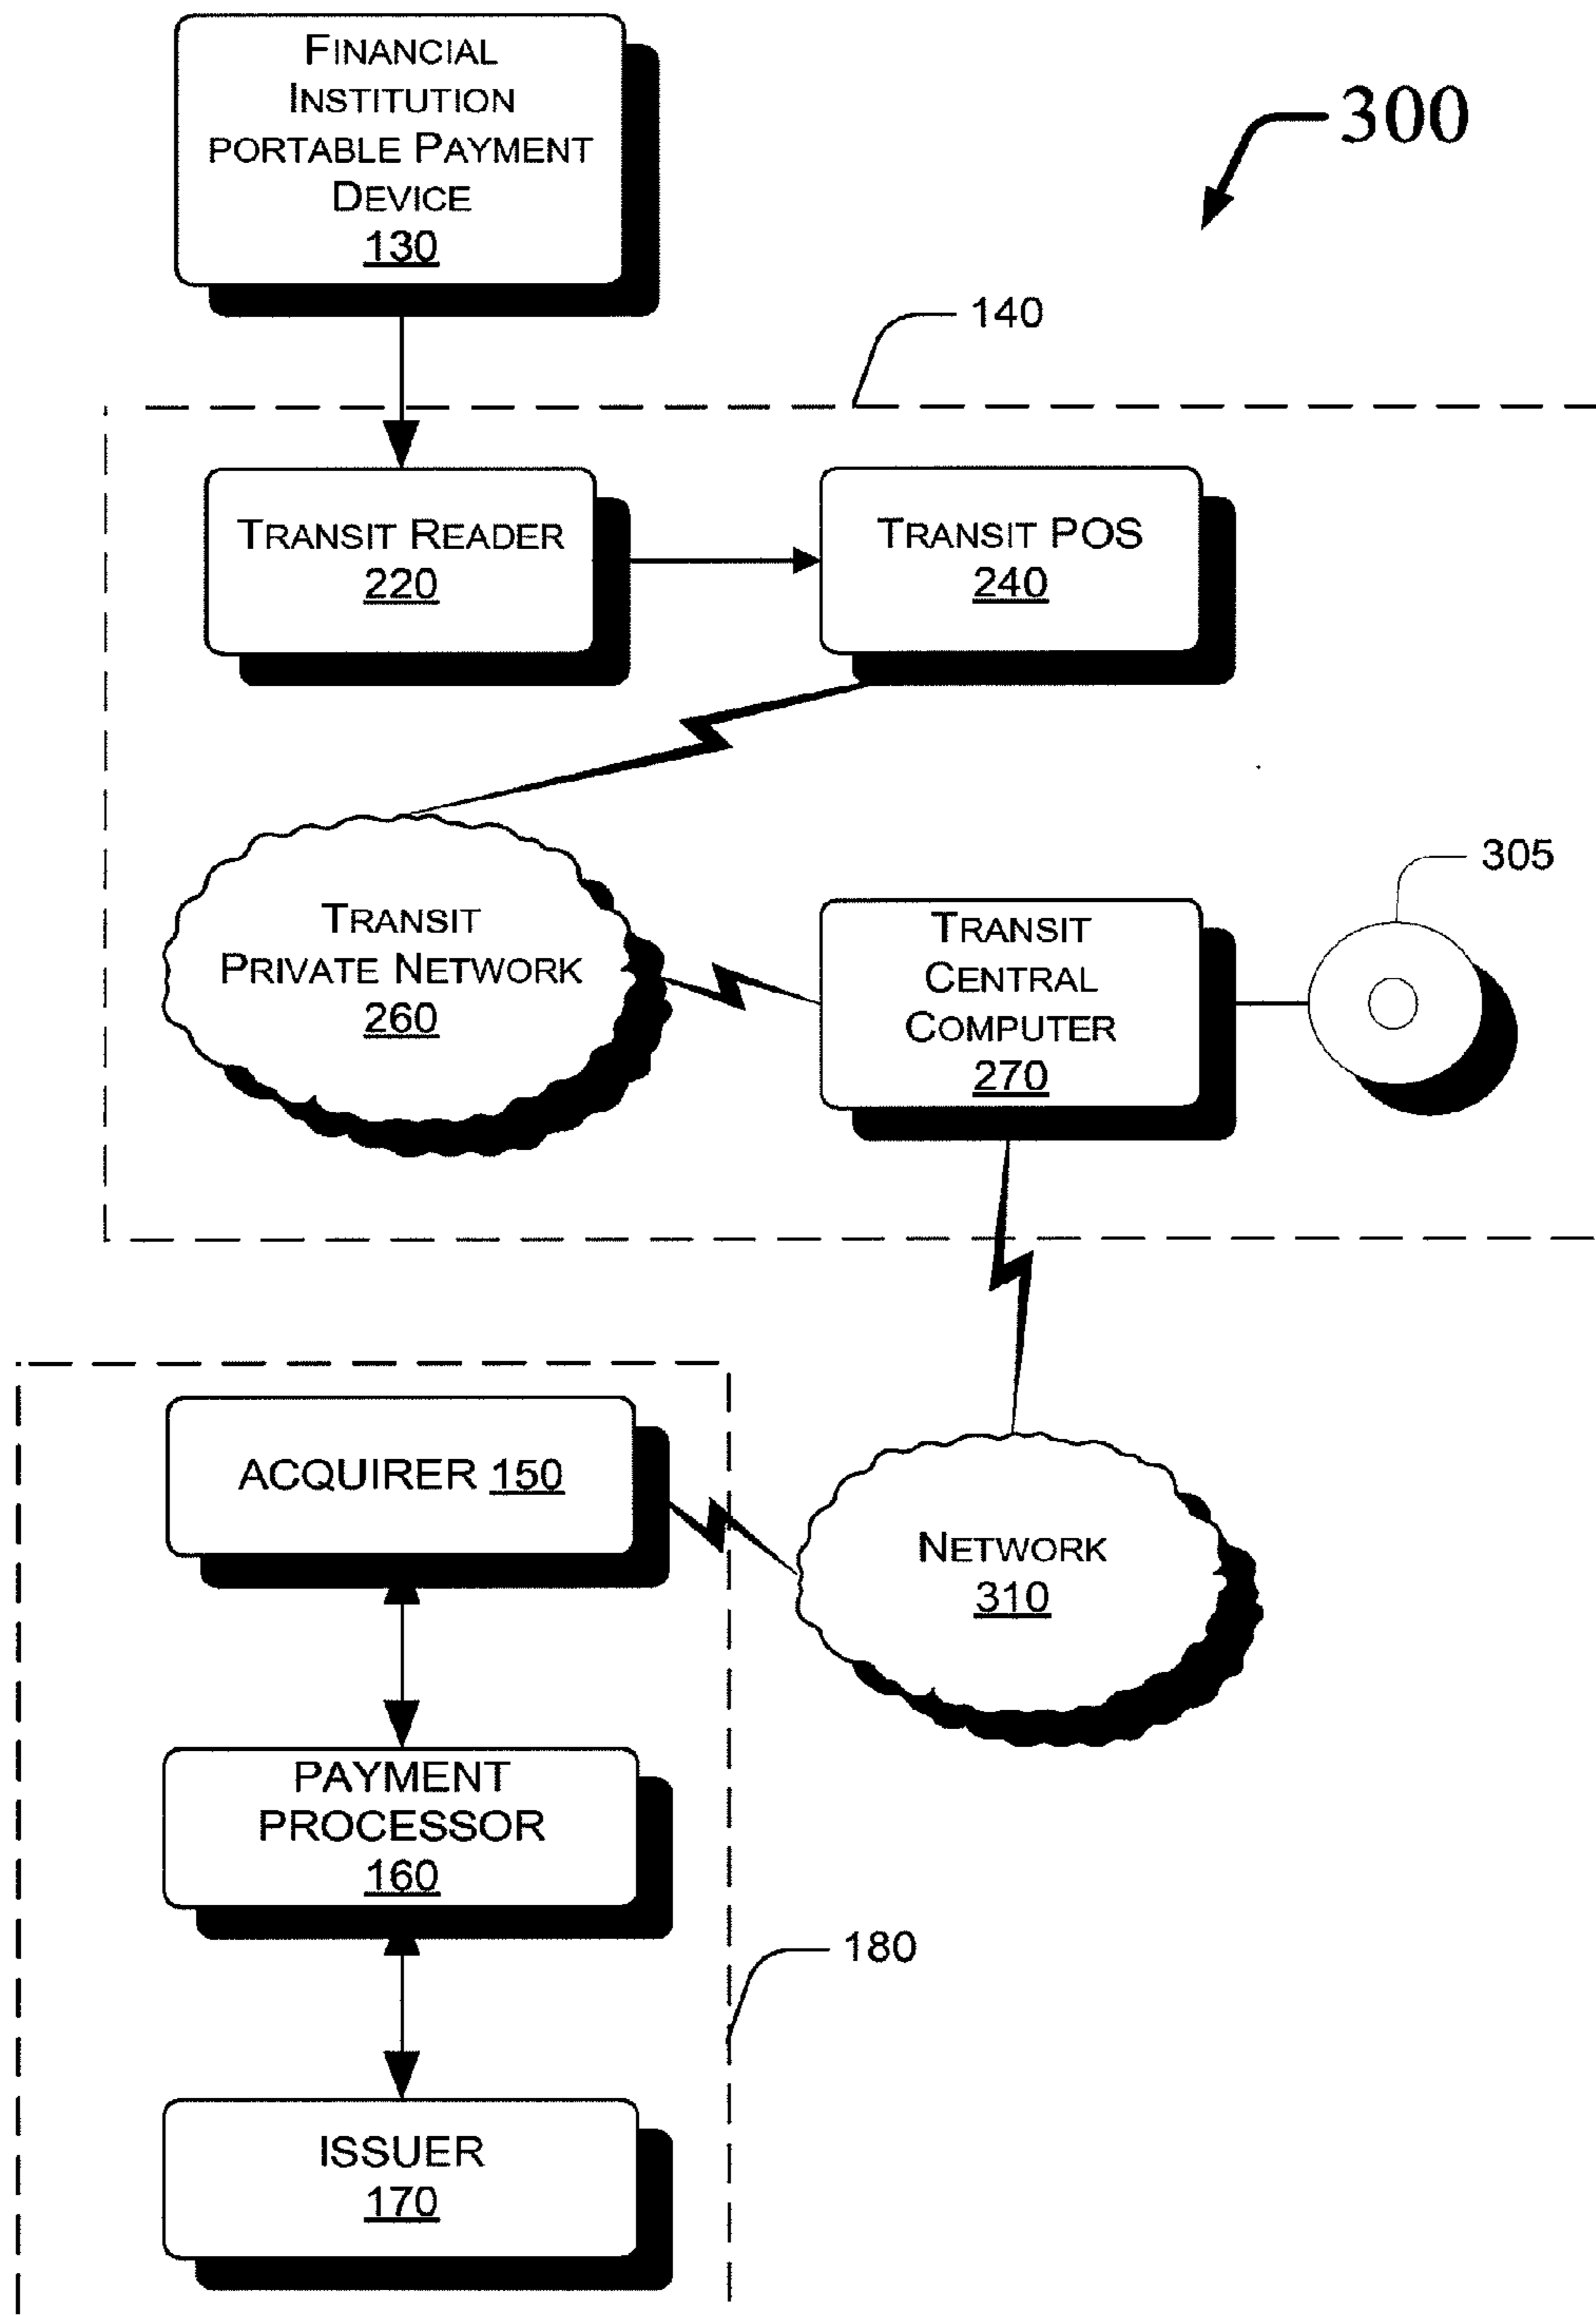 FINANCIAL
INSTITUTION
PORTABLE PAYMENT
DEVICE
130
300
140
TRANSIT READER
220
TRANSIT POS
240
305
TRANSIT
PRIVATE NETWORK
260
TRANSIT
CENTRAL
COMPUTER
270
ACQUIRER 150
NETWORK
310
PAYMENT
PROCESSOR
160
180
ISSUER
170